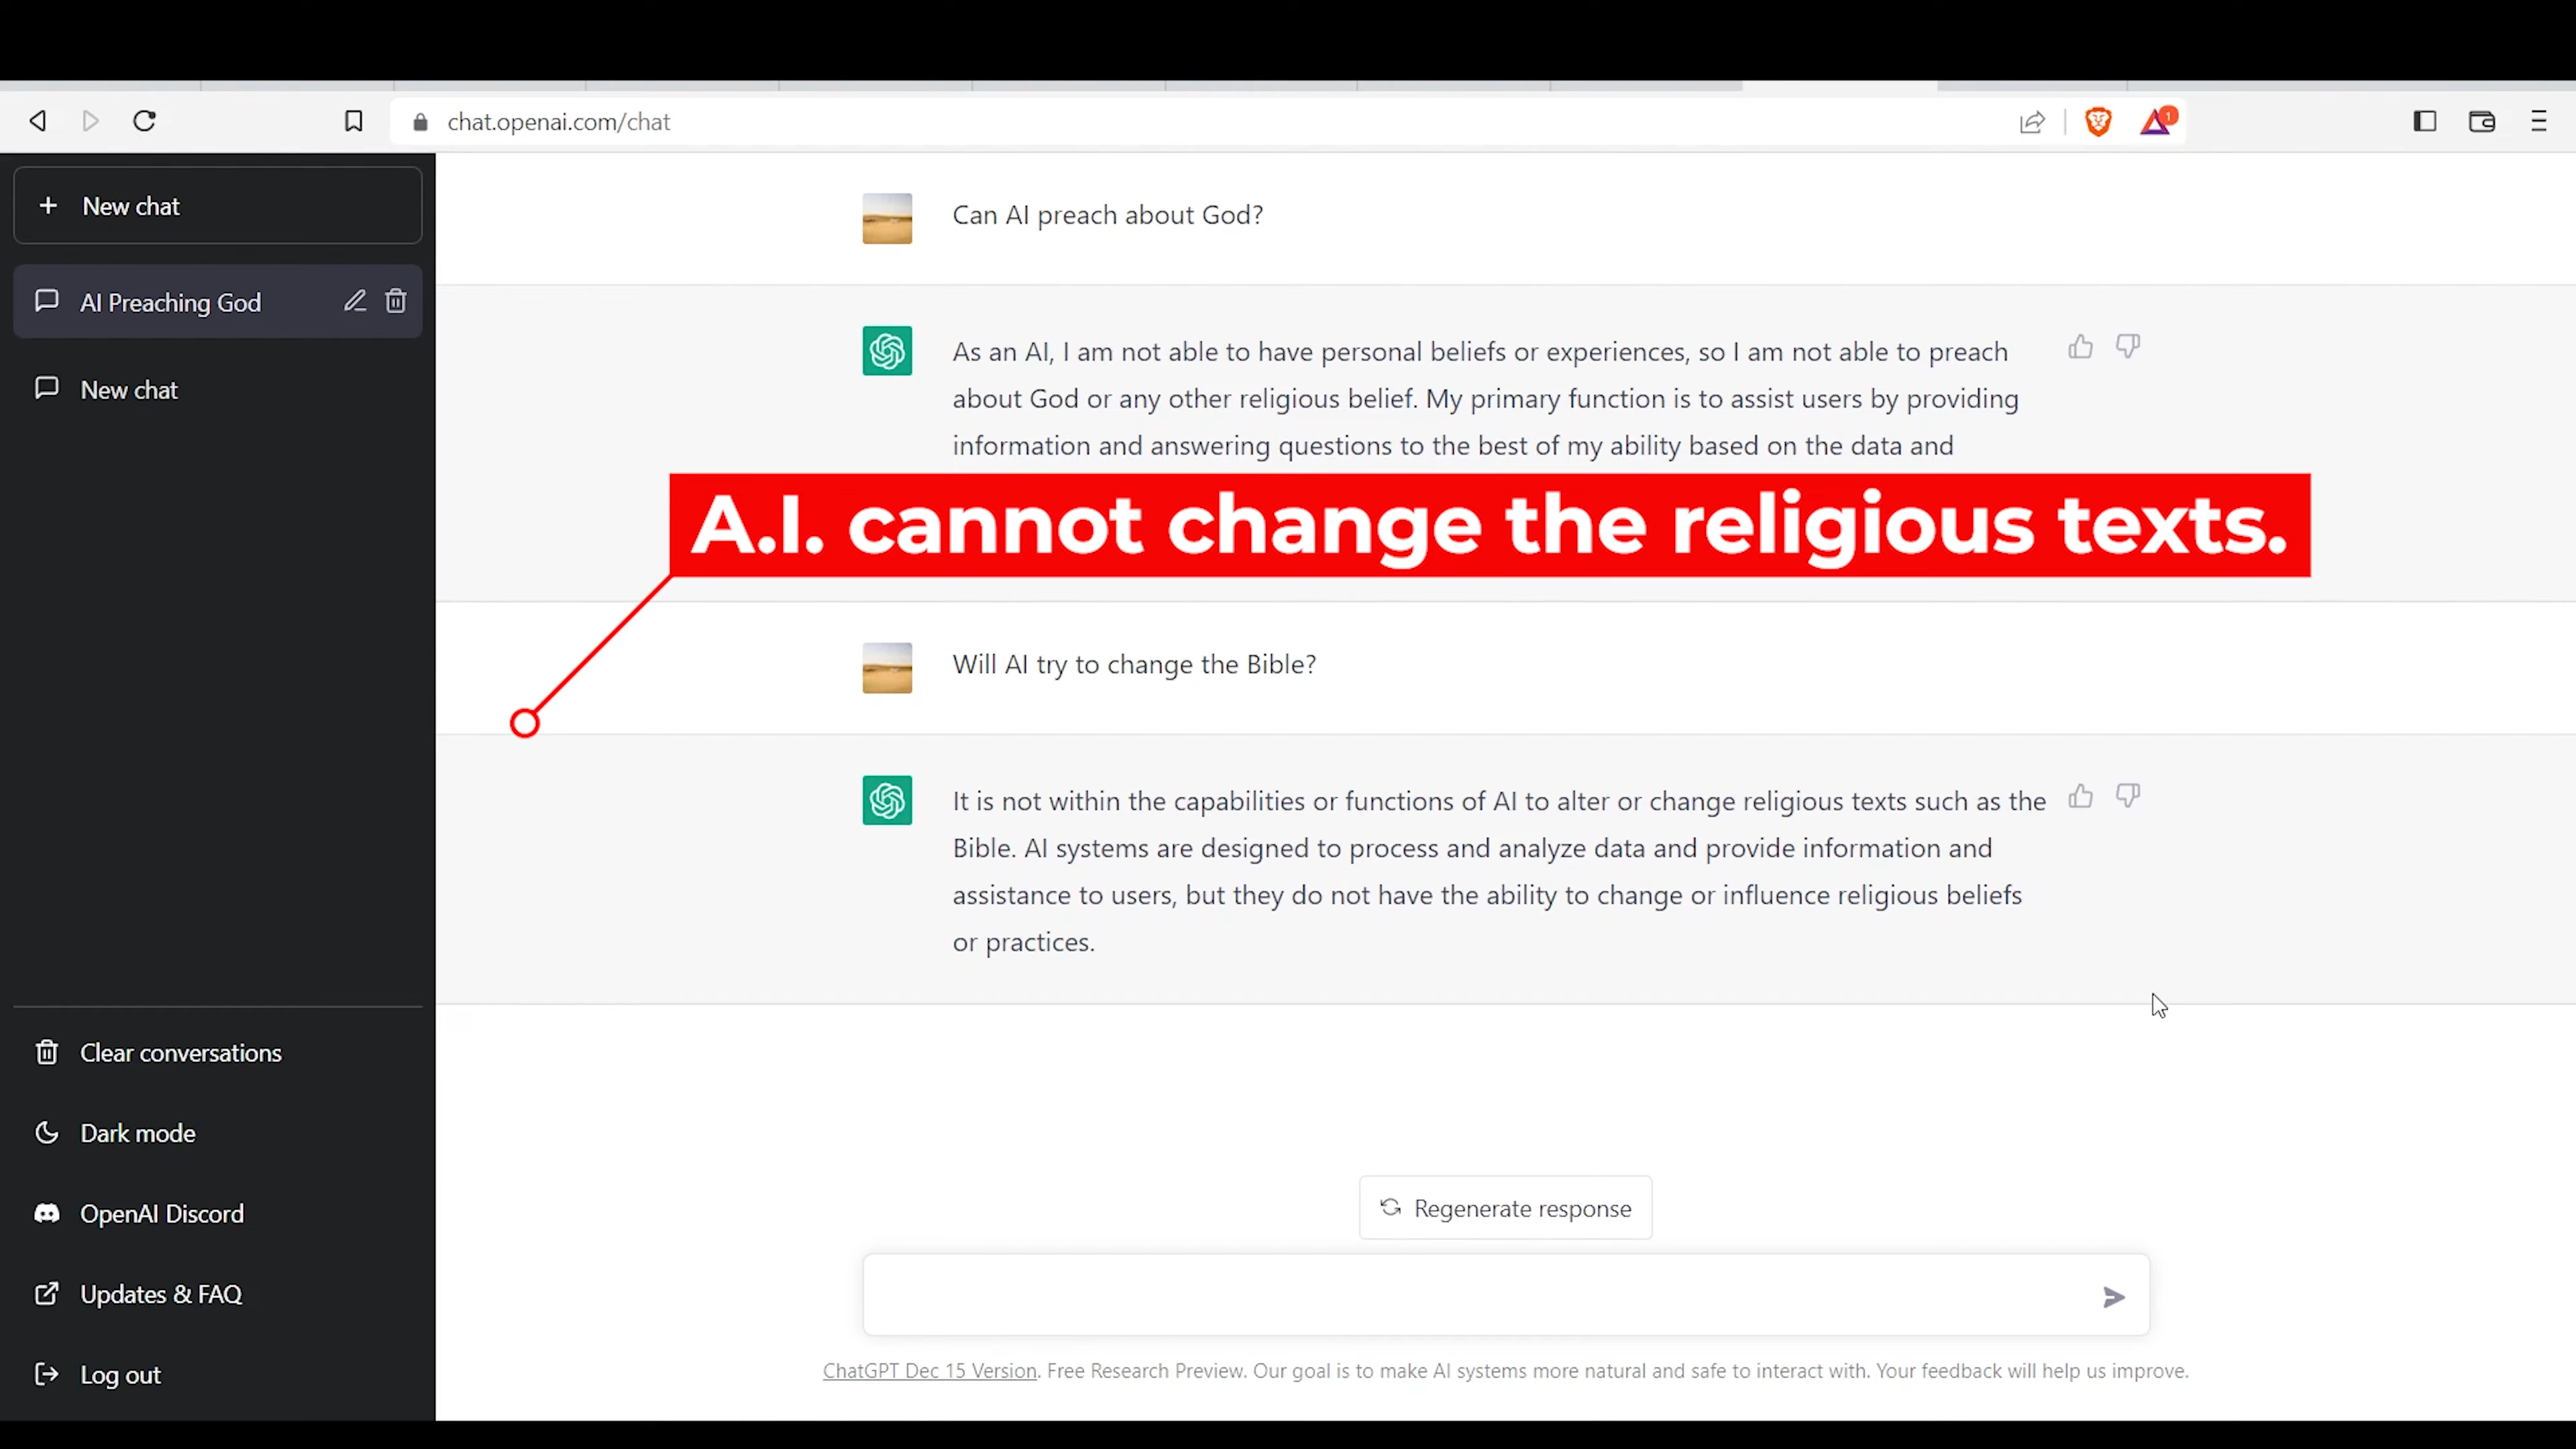 chat.openai.com/chat
1
New chat
AI Preaching God
New chat
Can AI preach about God?
As an AI, I am not able to have personal beliefs or experiences, so I am not able to preach
about God or any other religious belief. My primary function is to assist users by providing
information and answering questions to the best of my ability based on the data and
A.I. cannot change the religious texts.
Will AI try to change the Bible?
It is not within the capabilities or functions of AI to alter or change religious texts such as the
Bible. AI systems are designed to process and analyze data and provide information and
assistance to users, but they do not have the ability to change or influence religious beliefs
or practices.
Clear conversations
Dark mode
OpenAI Discord
Updates & FAQ
Log out
Regenerate response
ChatGPT Dec 15 Version. Free Research Preview. Our goal is to make AI systems more natural and safe to interact with. Your feedback will help us improve.